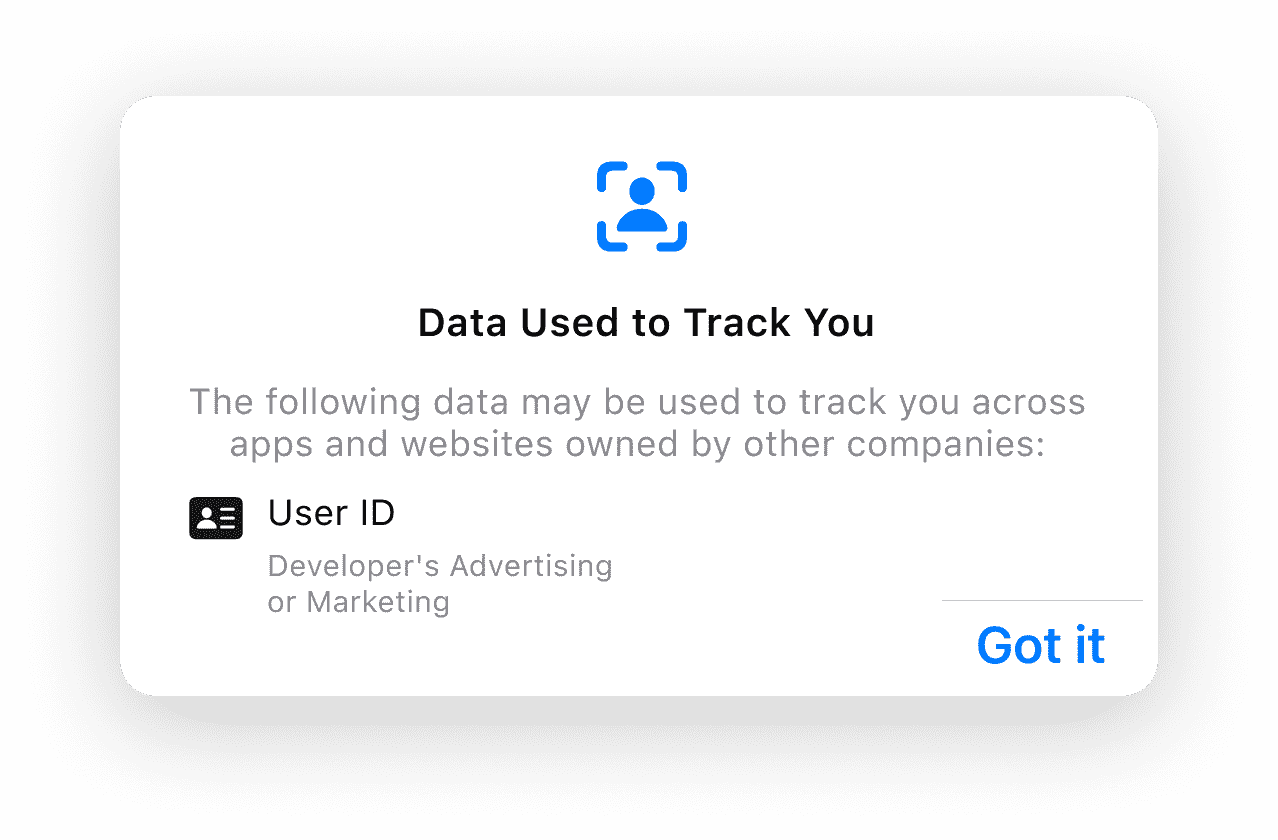 Data Used to Track You
The following data may be used to track you across
apps and websites owned by other companies:
User ID
Developer's Advertising
or Marketing
Got it